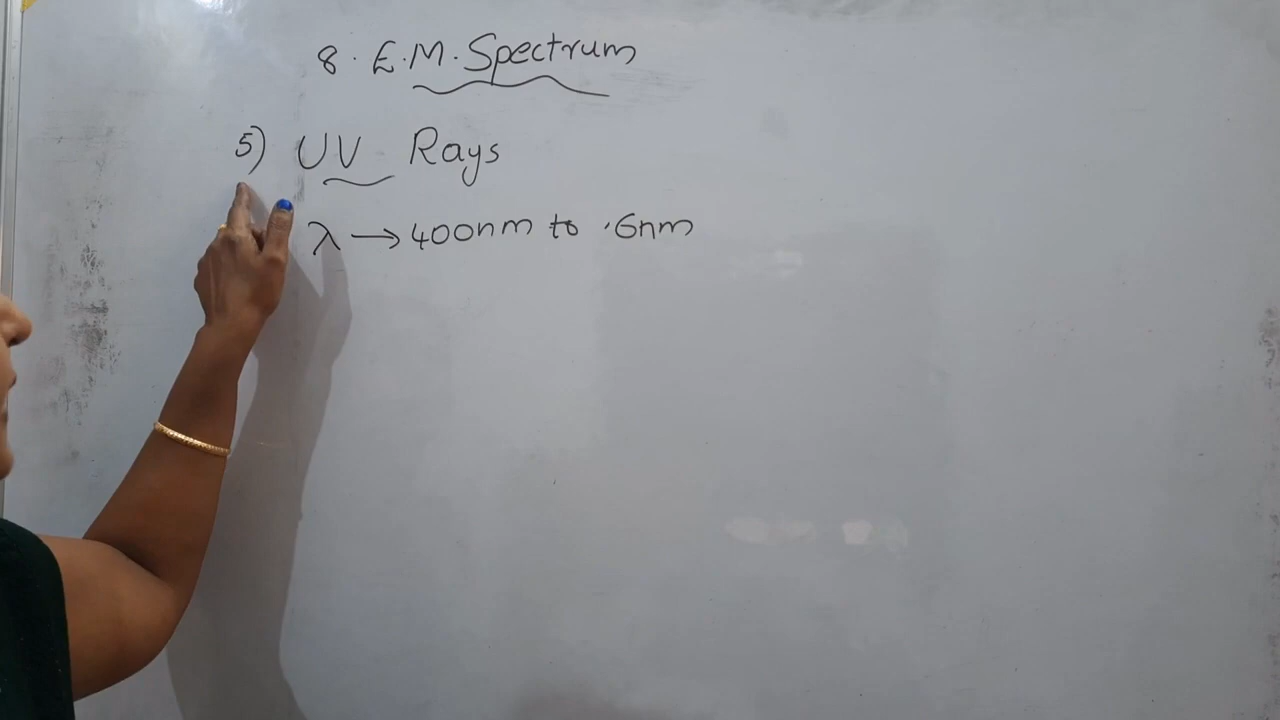 8. E.M. Spectrum
5) UV Rays
λ → 400nm to .6nm